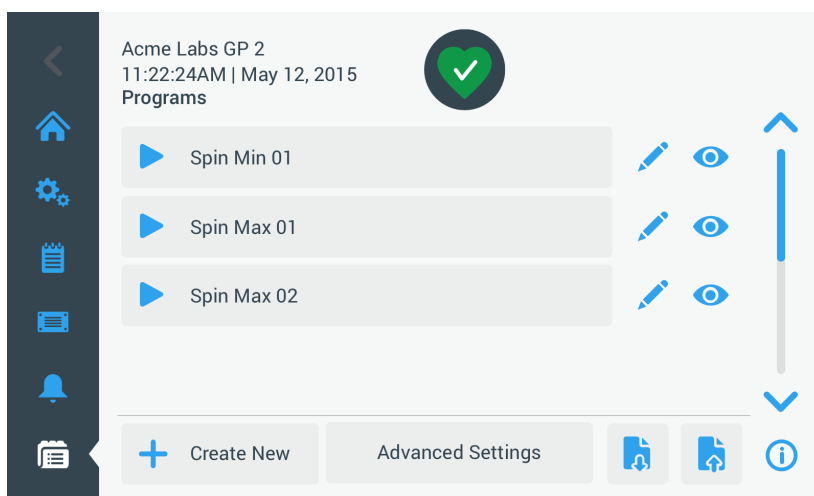 Acme Labs GP 2
11:22:24AM | May 12, 2015
Programs
Spin Min 01
Spin Max 01
Spin Max 02
Create New
Advanced Settings